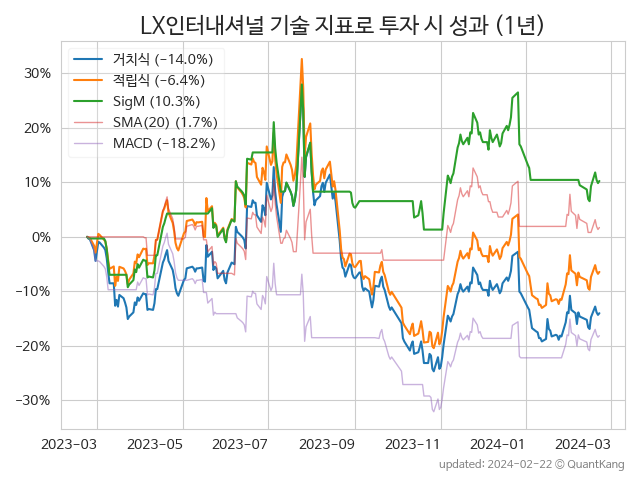 LX인터내셔널 기술 지표로 투자 시 성과 (1년)
거치식 (−14.0%)
적립식 (−6.4%)
SigM (10.3%)
SMA(20) (1.7%)
MACD (−18.2%)
30%
20%
10%
0%
−10%
−20%
−30%
2023-03 2023-05 2023-07 2023-09 2023-11 2024-01 2024-03
updated: 2024-02-22 © QuantKang